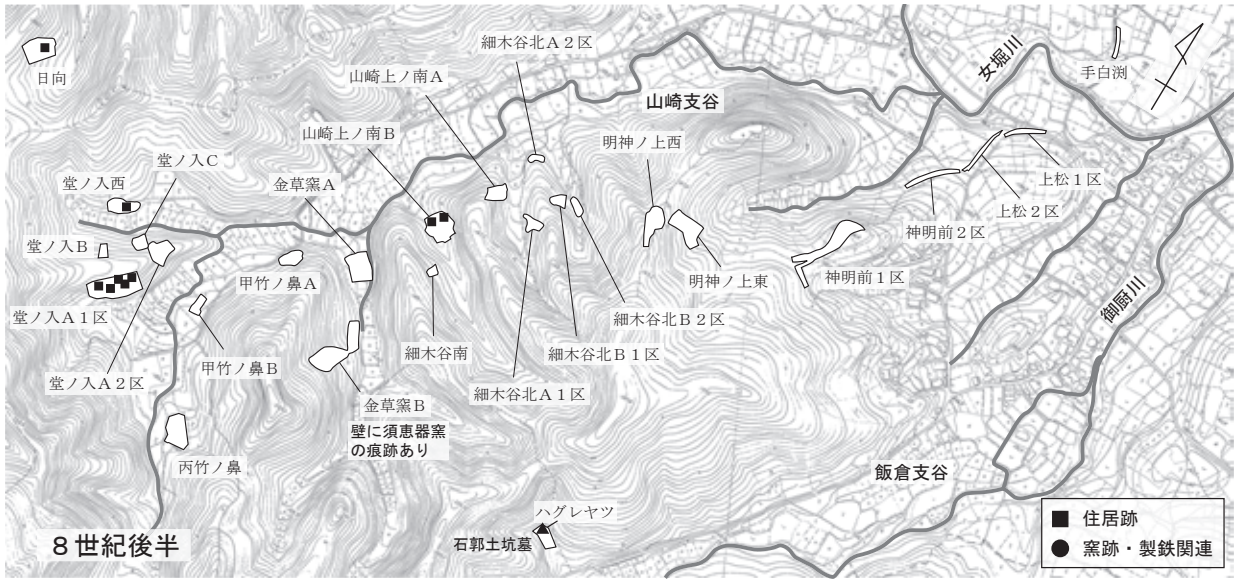 細木谷北A2区
女堀川
手白渕
日向
山崎上ノ南A
山崎支谷
山崎上ノ南B
明神ノ上西
堂ノ入C
金草窯A
堂ノ入西
上松1区
上松2区
神明前2区
堂ノ入B
甲竹ノ鼻A
明神ノ上東
神明前1区
御厨川
堂ノ入A1区
細木谷北B2区
細木谷南
細木谷北B1区
甲竹ノ鼻B
堂ノ入A2区
細木谷北A1区
金草窯B
壁に須恵器窯
の痕跡あり
丙竹ノ鼻
飯倉支谷
ハグレヤツ
石郭土坑墓
8世紀後半
住居跡
窯跡・製鉄関連